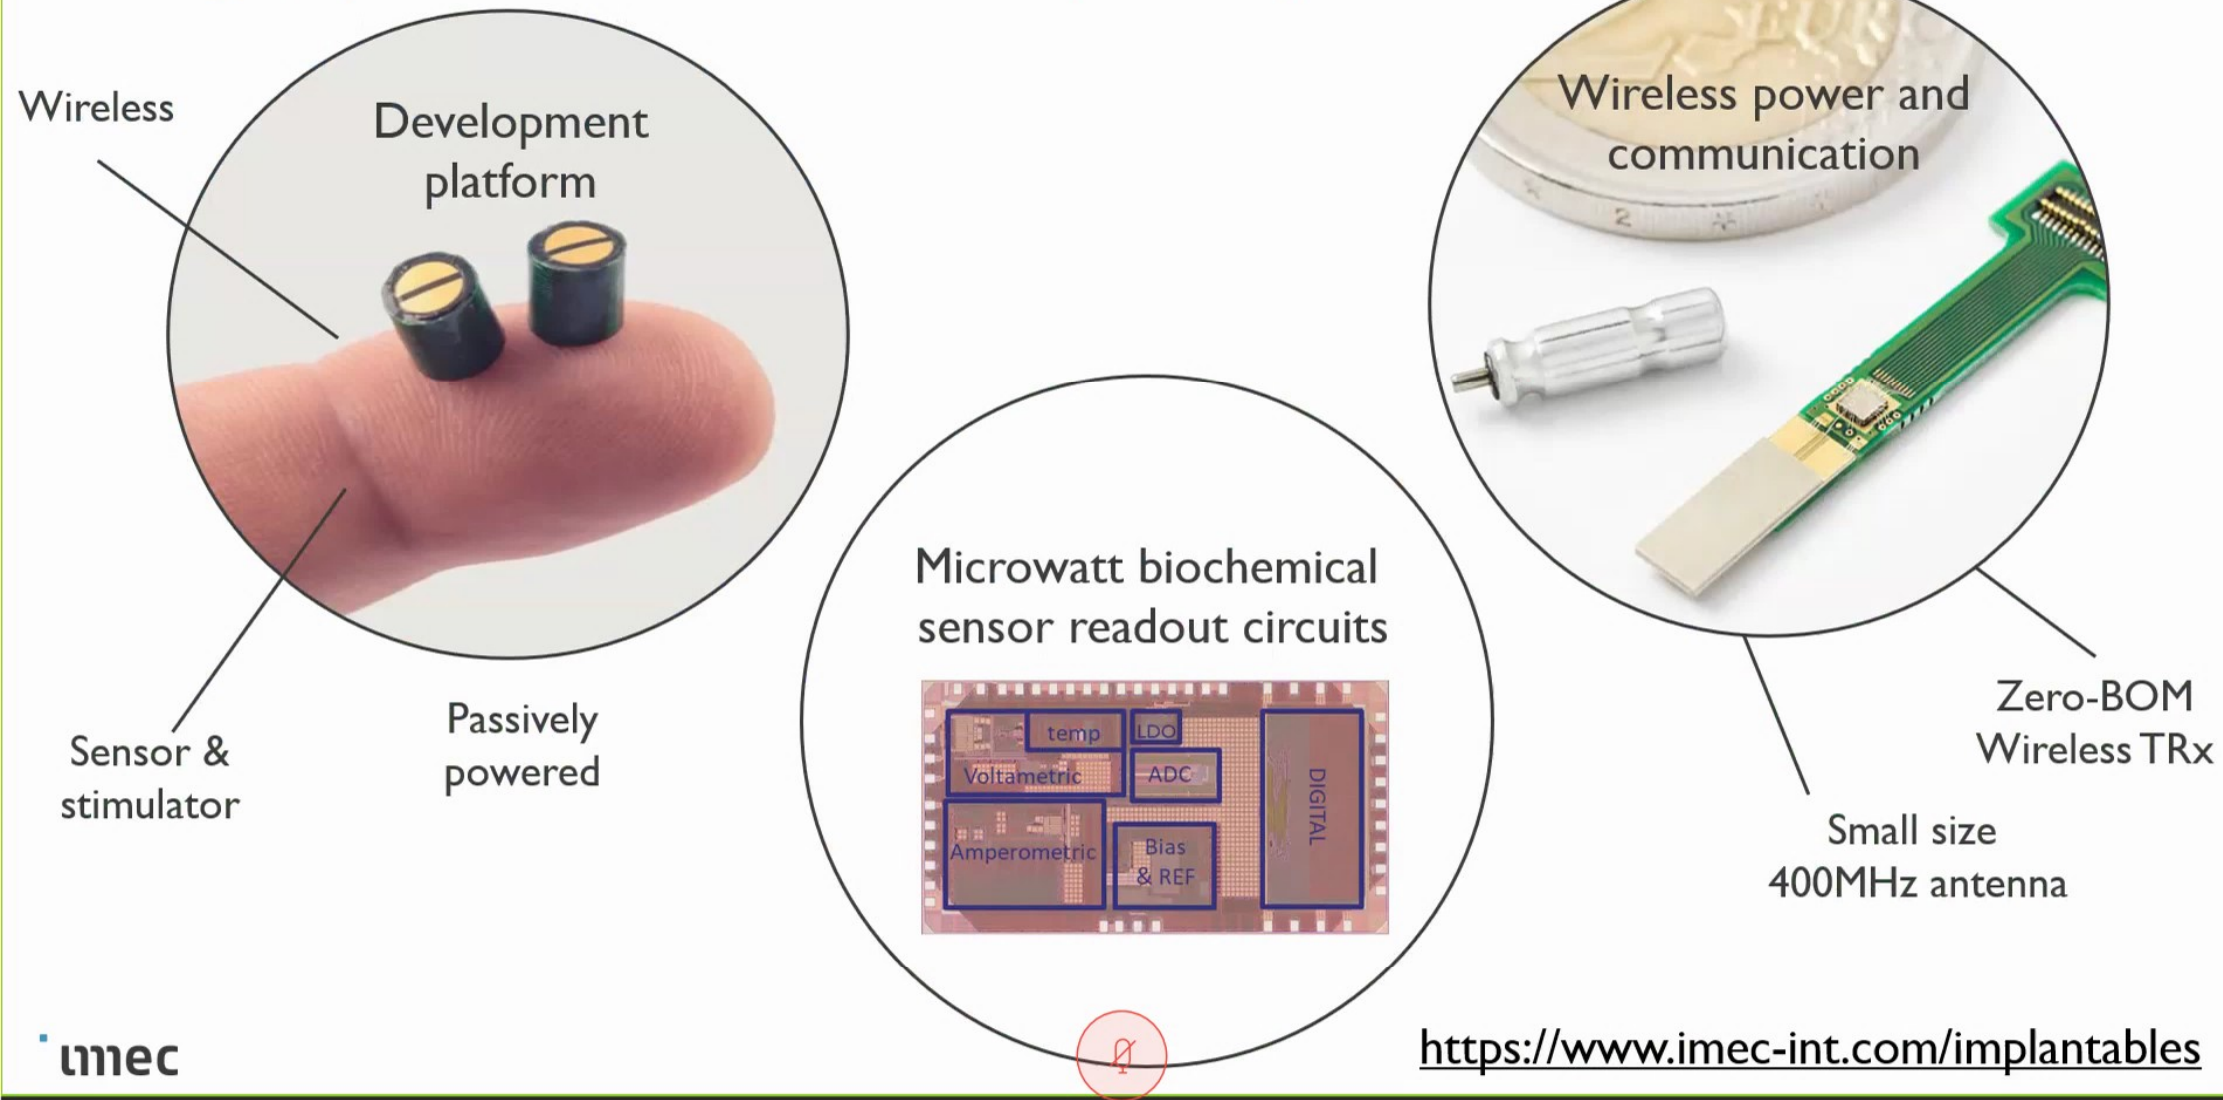 Wireless
Development
platform
Sensor &
stimulator
Passively
powered
Microwatt biochemical
sensor readout circuits
temp
LDO
Voltametric
ADC
DIGITAL
Amperometric
Bias
& REF
Wireless power and
communication
EURO
2
Zero-BOM
Wireless TRx
Small size
400MHz antenna
imec
https://www.imec-int.com/implantables